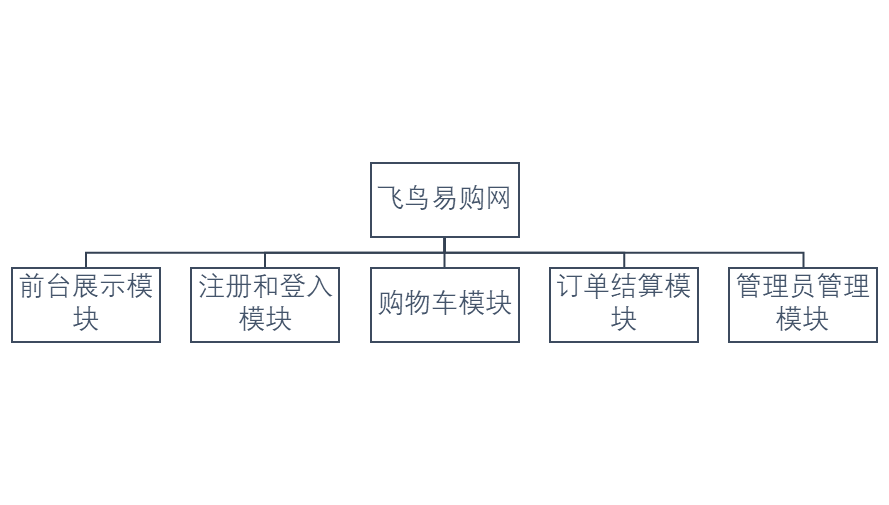 飞鸟易购网
前台展示模
块
注册和登入
模块
购物车模块
订单结算模
块
管理员管理
模块